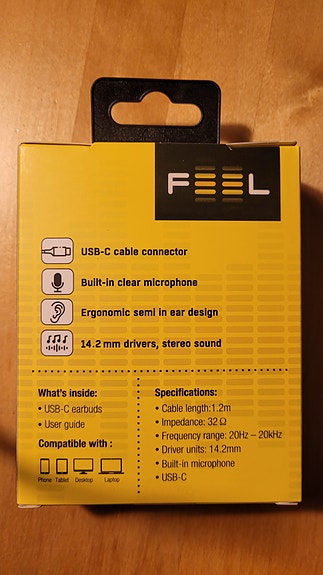 FEEL
USB-C cable connector
Built-in clear microphone
Ergonomic semi in ear design
14.2 mm drivers, stereo sound
What's inside:
• USB-C earbuds
• User guide
Compatible with :
Phone Tablet Desktop Laptop
Specifications:
• Cable length:1.2m
• Impedance: 32 Ω
• Frequency range: 20Hz – 20kHz
• Driver units: 14.2mm
• Built-in microphone
• USB-C